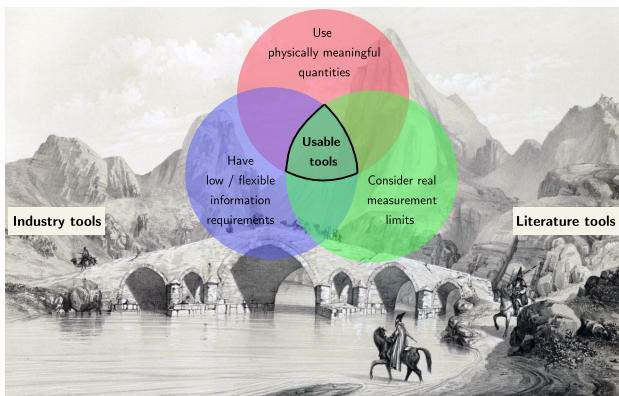 Use
physically meaningful
quantities
Usable
tools
Have
low / flexible
information
requirements
Consider real
measurement
limits
Industry tools
Literature tools